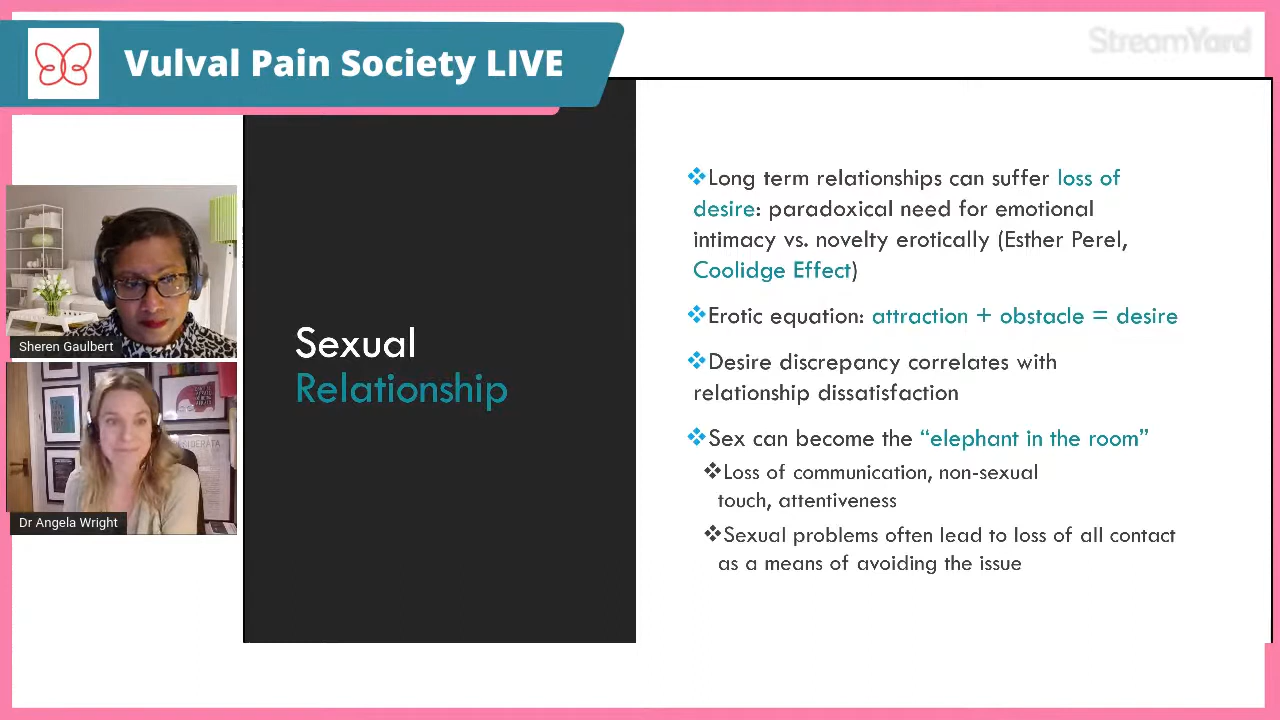 Vulval Pain Society LIVE
StreamYard
Sheren Gaulbert
Dr Angela Wright
Sexual
Relationship
❖Long term relationships can suffer loss of
desire: paradoxical need for emotional
intimacy vs. novelty erotically (Esther Perel,
Coolidge Effect)
❖Erotic equation: attraction + obstacle = desire
❖Desire discrepancy correlates with
relationship dissatisfaction
❖Sex can become the “elephant in the room”
❖Loss of communication, non-sexual
touch, attentiveness
❖Sexual problems often lead to loss of all contact
as a means of avoiding the issue